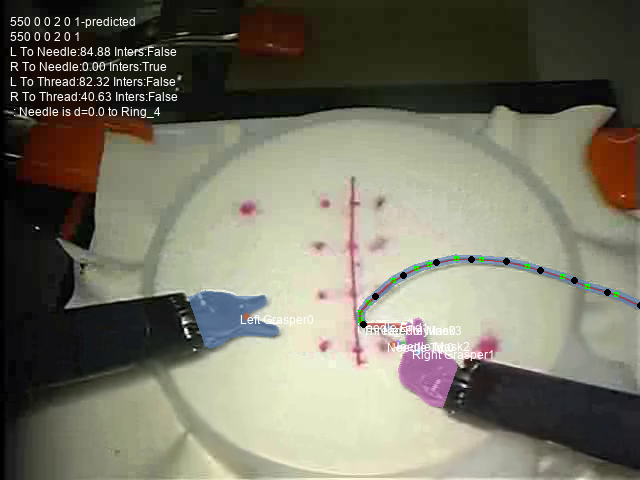 550 0 0 2 0 1-predicted
550 0 0 2 0 1
L To Needle:84.88 Inters:False
R To Needle:0.00 Inters:True
L To Thread:82.32 Inters:False
R To Thread:40.63 Inters:False
: Needle is d=0.0 to Ring_4
Left Grasper0
Right Grasper1